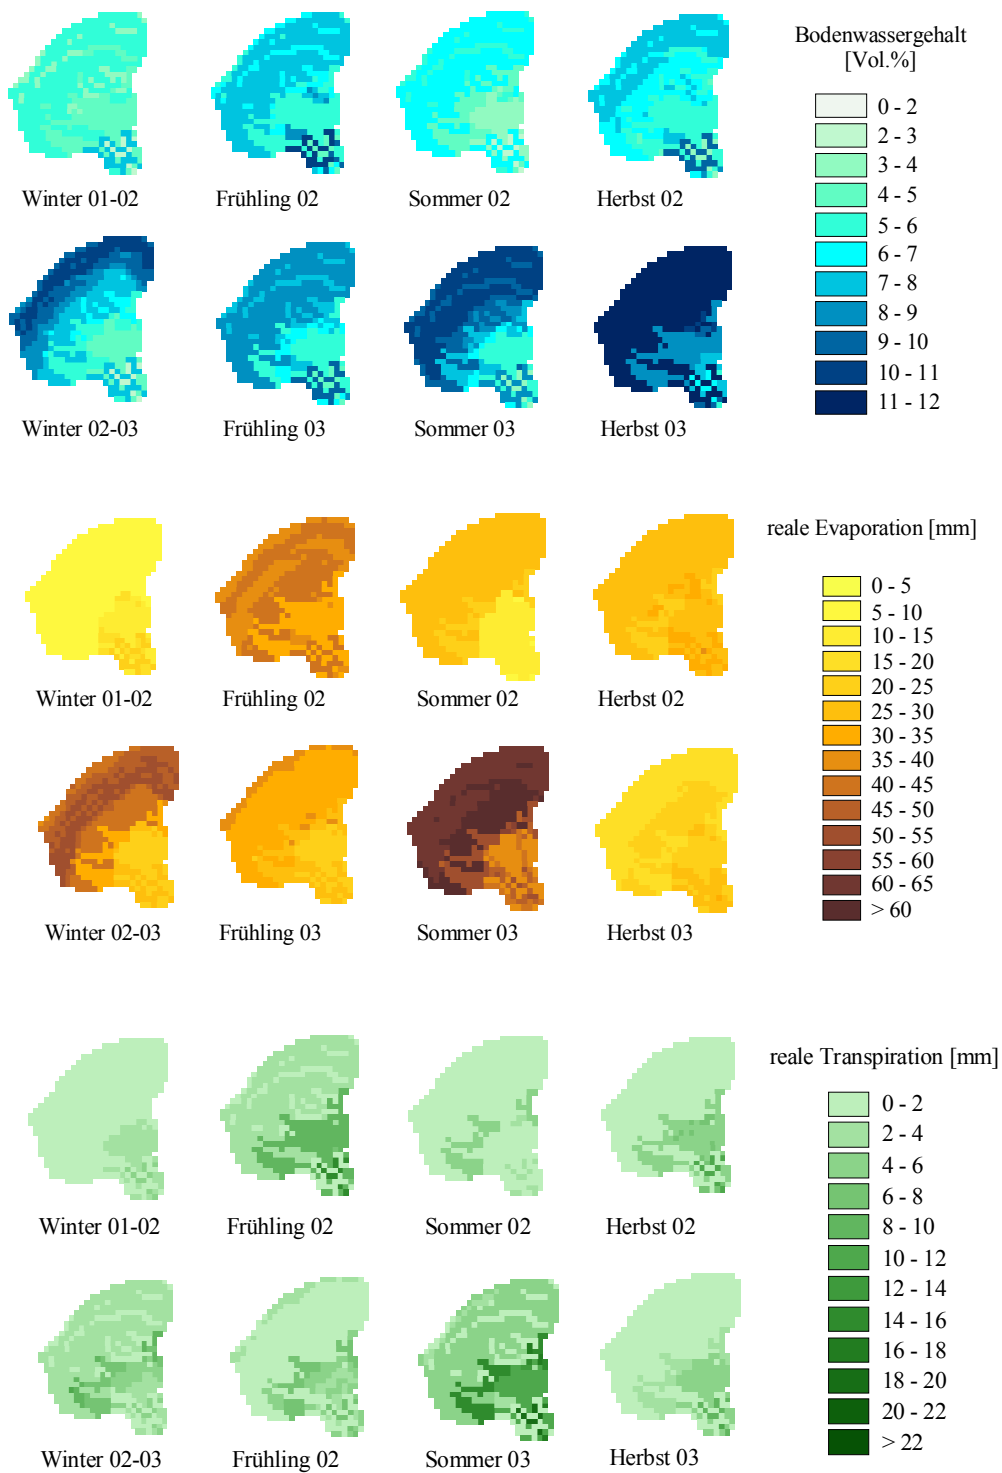 Bodenwassergehalt
[Vol.%]
0 - 2
2 - 3
3 - 4
4 - 5
5 - 6
6 - 7
7 - 8
8 - 9
9 - 10
10 - 11
11 - 12
Winter 01-02 Frühling 02 Sommer 02 Herbst 02
Winter 02-03 Frühling 03 Sommer 03 Herbst 03
reale Evaporation [mm]
0 - 5
5 - 10
10 - 15
15 - 20
20 - 25
25 - 30
30 - 35
35 - 40
40 - 45
45 - 50
50 - 55
55 - 60
60 - 65
> 60
Winter 01-02 Frühling 02 Sommer 02 Herbst 02
Winter 02-03 Frühling 03 Sommer 03 Herbst 03
reale Transpiration [mm]
0 - 2
2 - 4
4 - 6
6 - 8
8 - 10
10 - 12
12 - 14
14 - 16
16 - 18
18 - 20
20 - 22
> 22
Winter 01-02 Frühling 02 Sommer 02 Herbst 02
Winter 02-03 Frühling 02 Sommer 03 Herbst 03